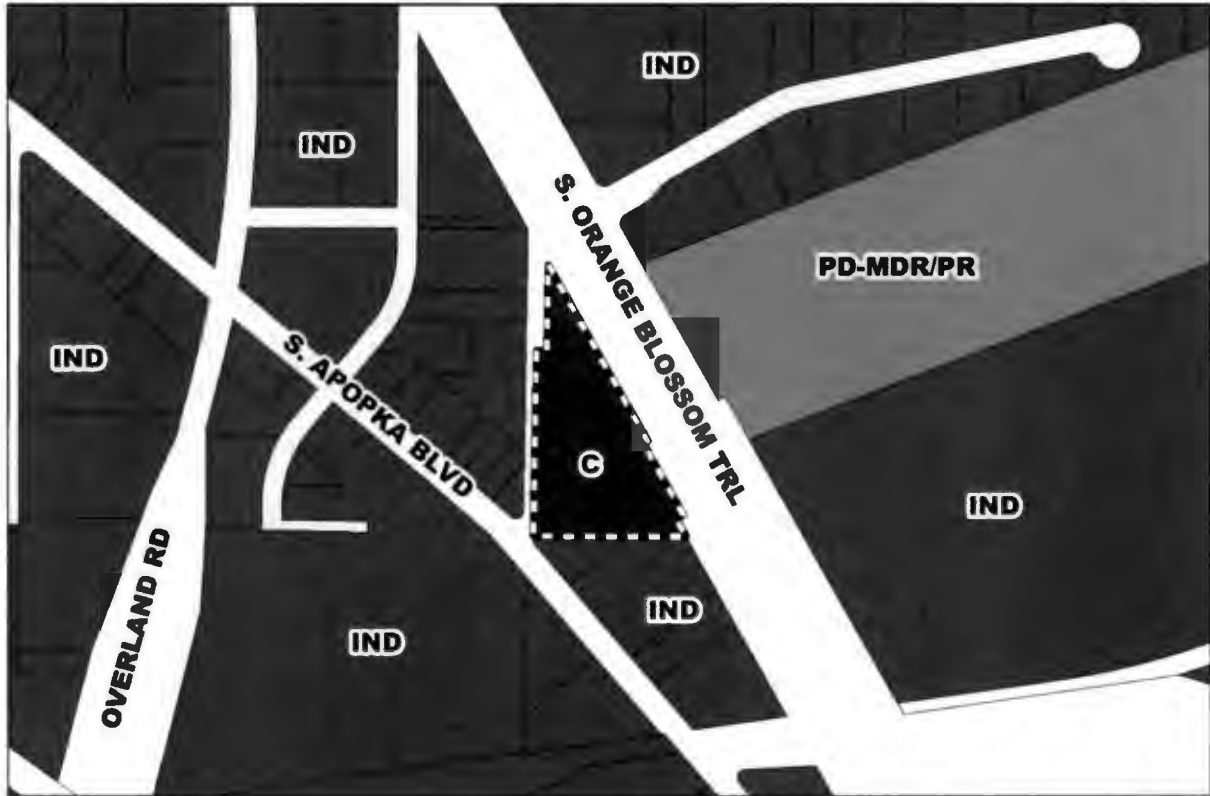 IND
IND
S. ORANGE BLOSSOM TRL
PD-MDR/PR
IND
S. APOPKA BLVD
C
IND
OVERLAND RD
IND
IND